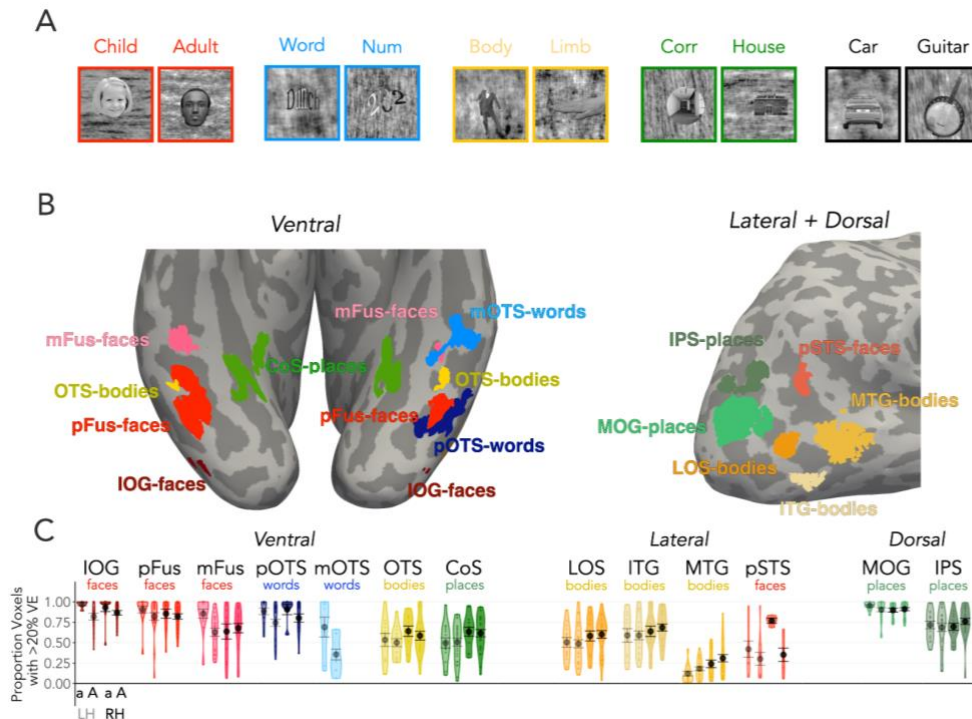 A
Child Adult Word Num Body Limb Corr House Car Guitar
Ditch
B
Ventral
Lateral + Dorsal
mFus-faces
mFus-faces
mOTS-words
CoS-places
OTS-bodies
OTS-bodies
pFus-faces
pFus-faces
pOTS-words
IOG-faces
IOG-faces
IPS-places
pSTS-faces
MTG-bodies
MOG-places
LOS-bodies
ITG-bodies
C
Ventral Lateral Dorsal
IOG pFus mFus pOTS mOTS OTS CoS LOS ITG MTG pSTS MOG IPS
faces faces faces words words bodies places bodies bodies bodies faces places places
Proportion Voxels
with >20% VE
1.00
0.75
0.50
0.25
0.00
a A a A
LH RH